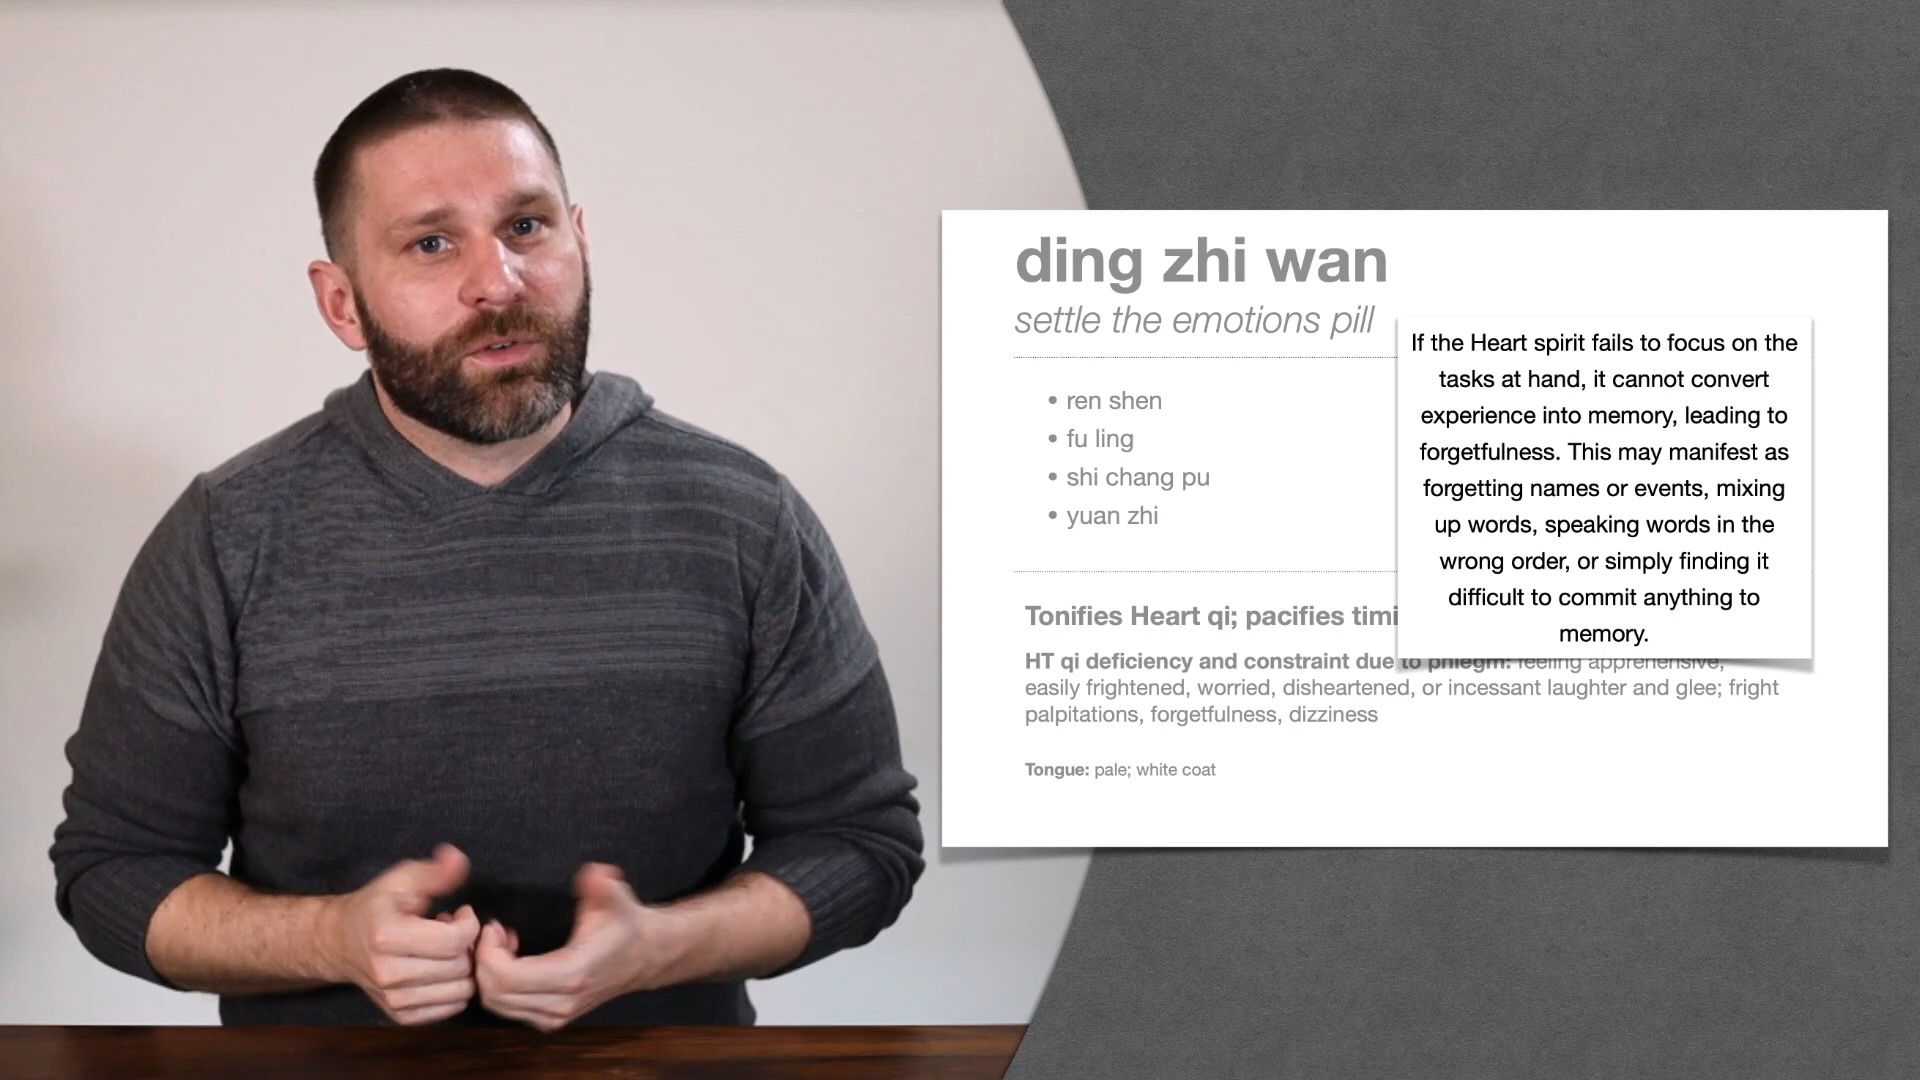 ding zhi wan
settle the emotions pill
• ren shen
• fu ling
• shi chang pu
• yuan zhi
If the Heart spirit fails to focus on the
tasks at hand, it cannot convert
experience into memory, leading to
forgetfulness. This may manifest as
forgetting names or events, mixing
up words, speaking words in the
wrong order, or simply finding it
difficult to commit anything to
memory.
Tonifies Heart qi; pacifies timi
HT qi deficiency and constraint due to phlegm: feeling apprehensive,
easily frightened, worried, disheartened, or incessant laughter and glee; fright
palpitations, forgetfulness, dizziness
Tongue: pale; white coat